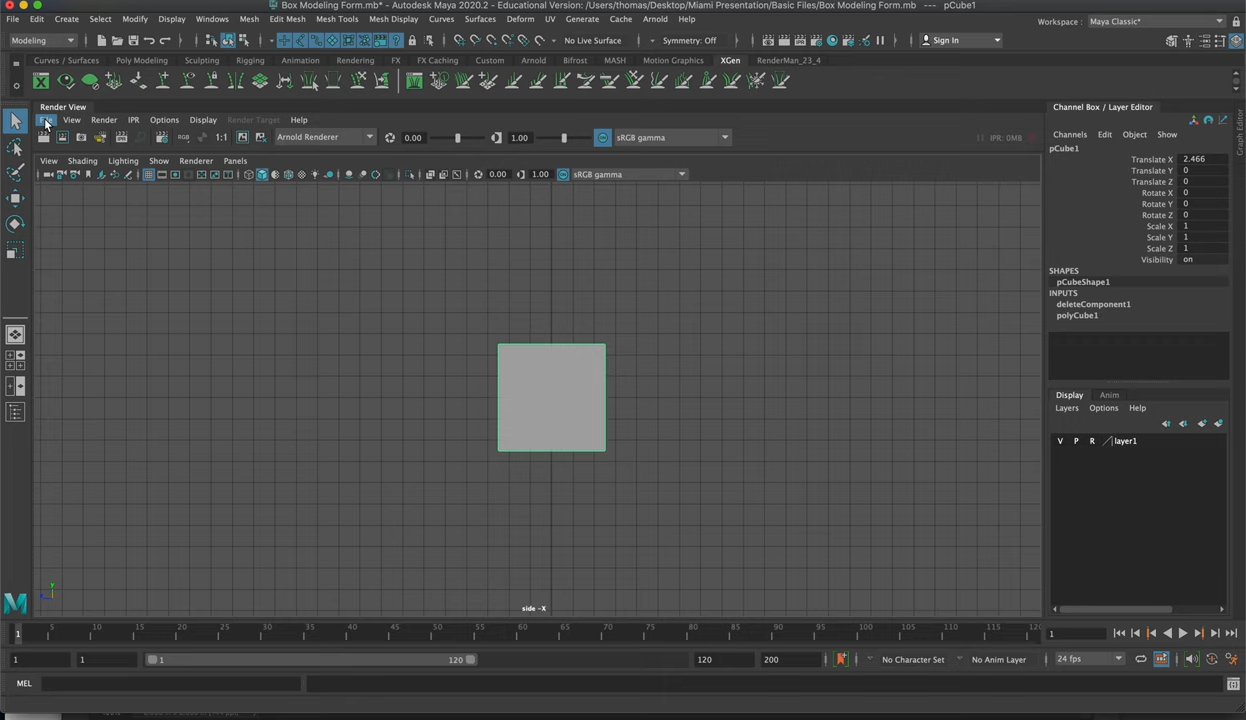 Box Modeling Form.mb* - Autodesk Maya 2020.2 - Educational Version: /Users/thomas/Desktop/Miami Presentation/Basic Files/Box Modeling Form.mb* --- pCube1
File Edit Create Select Modify Display Windows Mesh Edit Mesh Mesh Tools Mesh Display Curves Surfaces Deform UV Generate Cache Arnold Help
Workspace : Maya Classic*
Modeling No Live Surface Symmetry: Off Sign In
Curves / Surfaces Poly Modeling Sculpting Rigging Animation Rendering FX FX Caching Custom Arnold Bifrost MASH Motion Graphics XGen RenderMan_23_4
Render View
File View Render IPR Options Display Render Target Help
RGB 1:1 IPR Arnold Renderer 0.00 1.00 sRGB gamma IPR: 0MB
View Shading Lighting Show Renderer Panels
0.00 1.00 sRGB gamma
side -X
Channel Box / Layer Editor
Channels Edit Object Show
pCube1
Translate X 2.466
Translate Y 0
Translate Z 0
Rotate X 0
Rotate Y 0
Rotate Z 0
Scale X 1
Scale Y 1
Scale Z 1
Visibility on
SHAPES
pCubeShape1
INPUTS
deleteComponent1
polyCube1
Display Anim
Layers Options Help
V P R layer1
Graph Editor
1 5 10 15 20 25 30 35 40 45 50 55 60 65 70 75 80 85 90 95 100 105 110 115 120
1
1 1 1 120 120 200 No Character Set No Anim Layer 24 fps
MEL